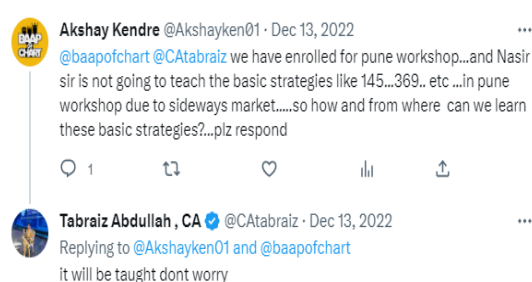 BAAP
OF
CHART
Akshay Kendre @Akshayken01 · Dec 13, 2022
@baapofchart @CAtabraiz we have enrolled for pune workshop...and Nasir
sir is not going to teach the basic strategies like 145...369.. etc ...in pune
workshop due to sideways market.....so how and from where can we learn
these basic strategies?...plz respond
1
Tabraiz Abdullah , CA @CAtabraiz · Dec 13, 2022
Replying to @Akshayken01 and @baapofchart
it will be taught dont worry